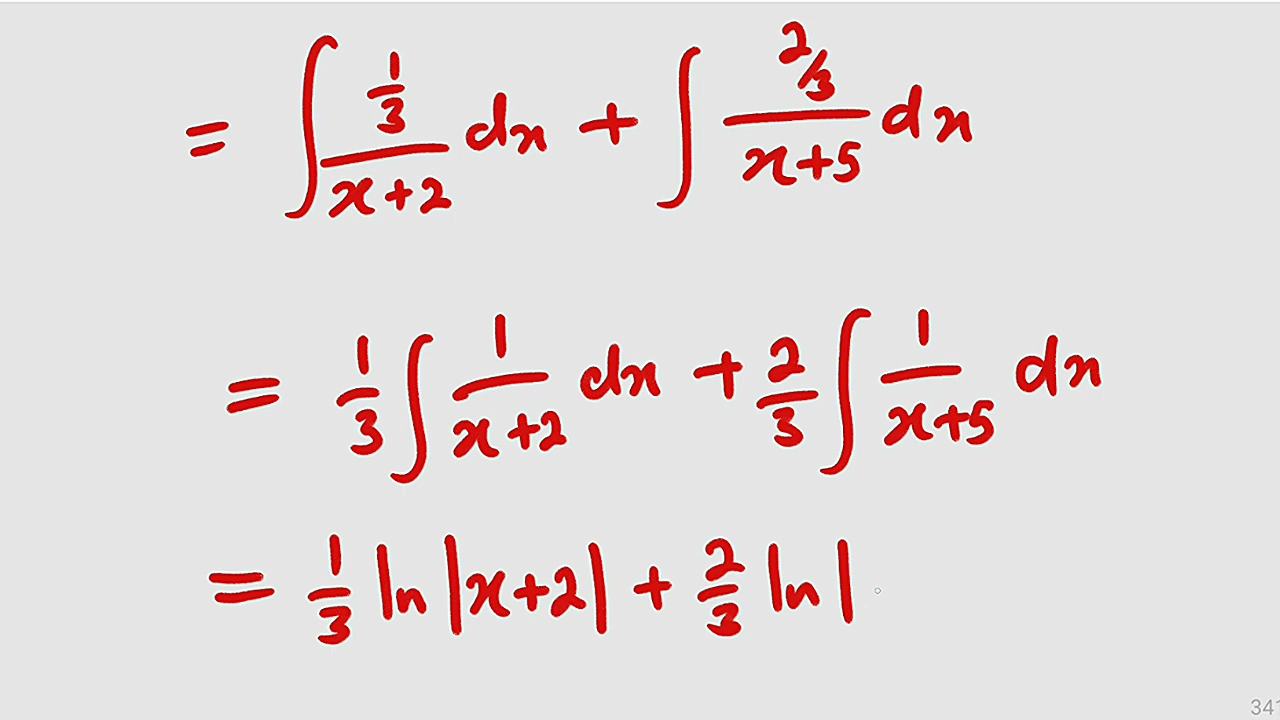 = ∫ (1/3)/(x+2) dx + ∫ (2/3)/(x+5) dx
= 1/3 ∫ 1/(x+2) dx + 2/3 ∫ 1/(x+5) dx
= 1/3 ln |x+2| + 2/3 ln |
341